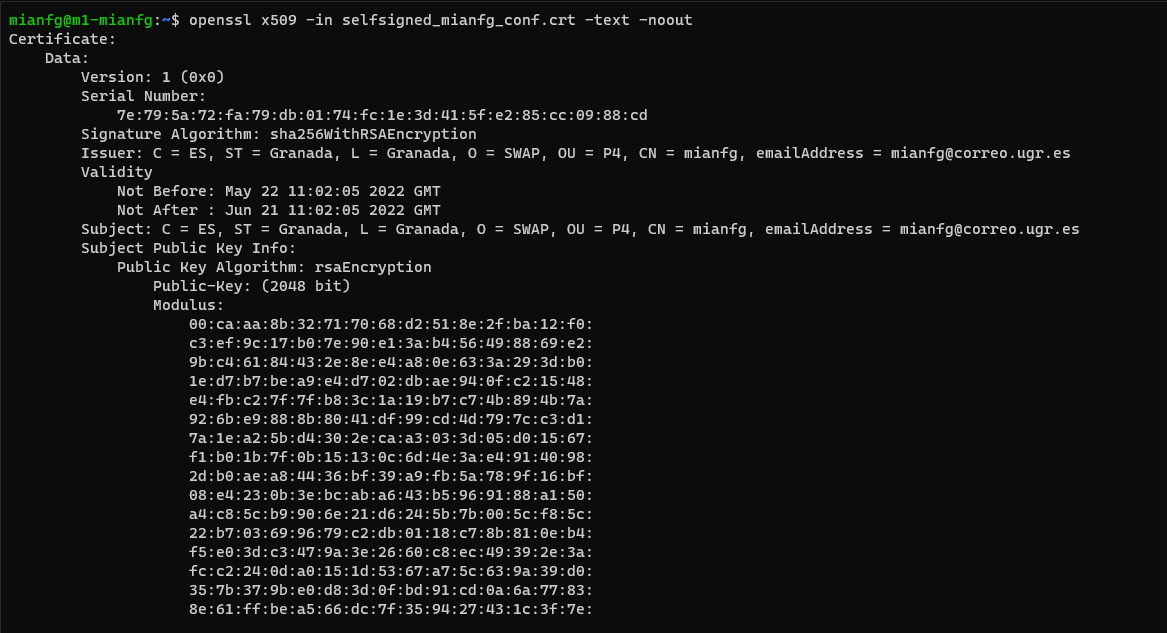 mianfg@m1-mianfg:~$ openssl x509 -in selfsigned_mianfg_conf.crt -text -noout
Certificate:
    Data:
        Version: 1 (0x0)
        Serial Number:
            7e:79:5a:72:fa:79:db:01:74:fc:1e:3d:41:5f:e2:85:cc:09:88:cd
        Signature Algorithm: sha256WithRSAEncryption
        Issuer: C = ES, ST = Granada, L = Granada, O = SWAP, OU = P4, CN = mianfg, emailAddress = mianfg@correo.ugr.es
        Validity
            Not Before: May 22 11:02:05 2022 GMT
            Not After : Jun 21 11:02:05 2022 GMT
        Subject: C = ES, ST = Granada, L = Granada, O = SWAP, OU = P4, CN = mianfg, emailAddress = mianfg@correo.ugr.es
        Subject Public Key Info:
            Public Key Algorithm: rsaEncryption
                Public-Key: (2048 bit)
                Modulus:
                    00:ca:aa:8b:32:71:70:68:d2:51:8e:2f:ba:12:f0:
                    c3:ef:9c:17:b0:7e:90:e1:3a:b4:56:49:88:69:e2:
                    9b:c4:61:84:43:2e:8e:e4:a8:0e:63:3a:29:3d:b0:
                    1e:d7:b7:be:a9:e4:d7:02:db:ae:94:0f:c2:15:48:
                    e4:fb:c2:7f:7f:b8:3c:1a:19:b7:c7:4b:89:4b:7a:
                    92:6b:e9:88:8b:80:41:df:99:cd:4d:79:7c:c3:d1:
                    7a:1e:a2:5b:d4:30:2e:ca:a3:03:3d:05:d0:15:67:
                    f1:b0:1b:7f:0b:15:13:0c:6d:4e:3a:e4:91:40:98:
                    2d:b0:ae:a8:44:36:bf:39:a9:fb:5a:78:9f:16:bf:
                    08:e4:23:0b:3e:bc:ab:a6:43:b5:96:91:88:a1:50:
                    a4:c8:5c:b9:90:6e:21:d6:24:5b:7b:00:5c:f8:5c:
                    22:b7:03:69:96:79:c2:db:01:18:c7:8b:81:0e:b4:
                    f5:e0:3d:c3:47:9a:3e:26:60:c8:ec:49:39:2e:3a:
                    fc:c2:24:0d:a0:15:1d:53:67:a7:5c:63:9a:39:d0:
                    35:7b:37:9b:e0:d8:3d:0f:bd:91:cd:0a:6a:77:83:
                    8e:61:ff:be:a5:66:dc:7f:35:94:27:43:1c:3f:7e: